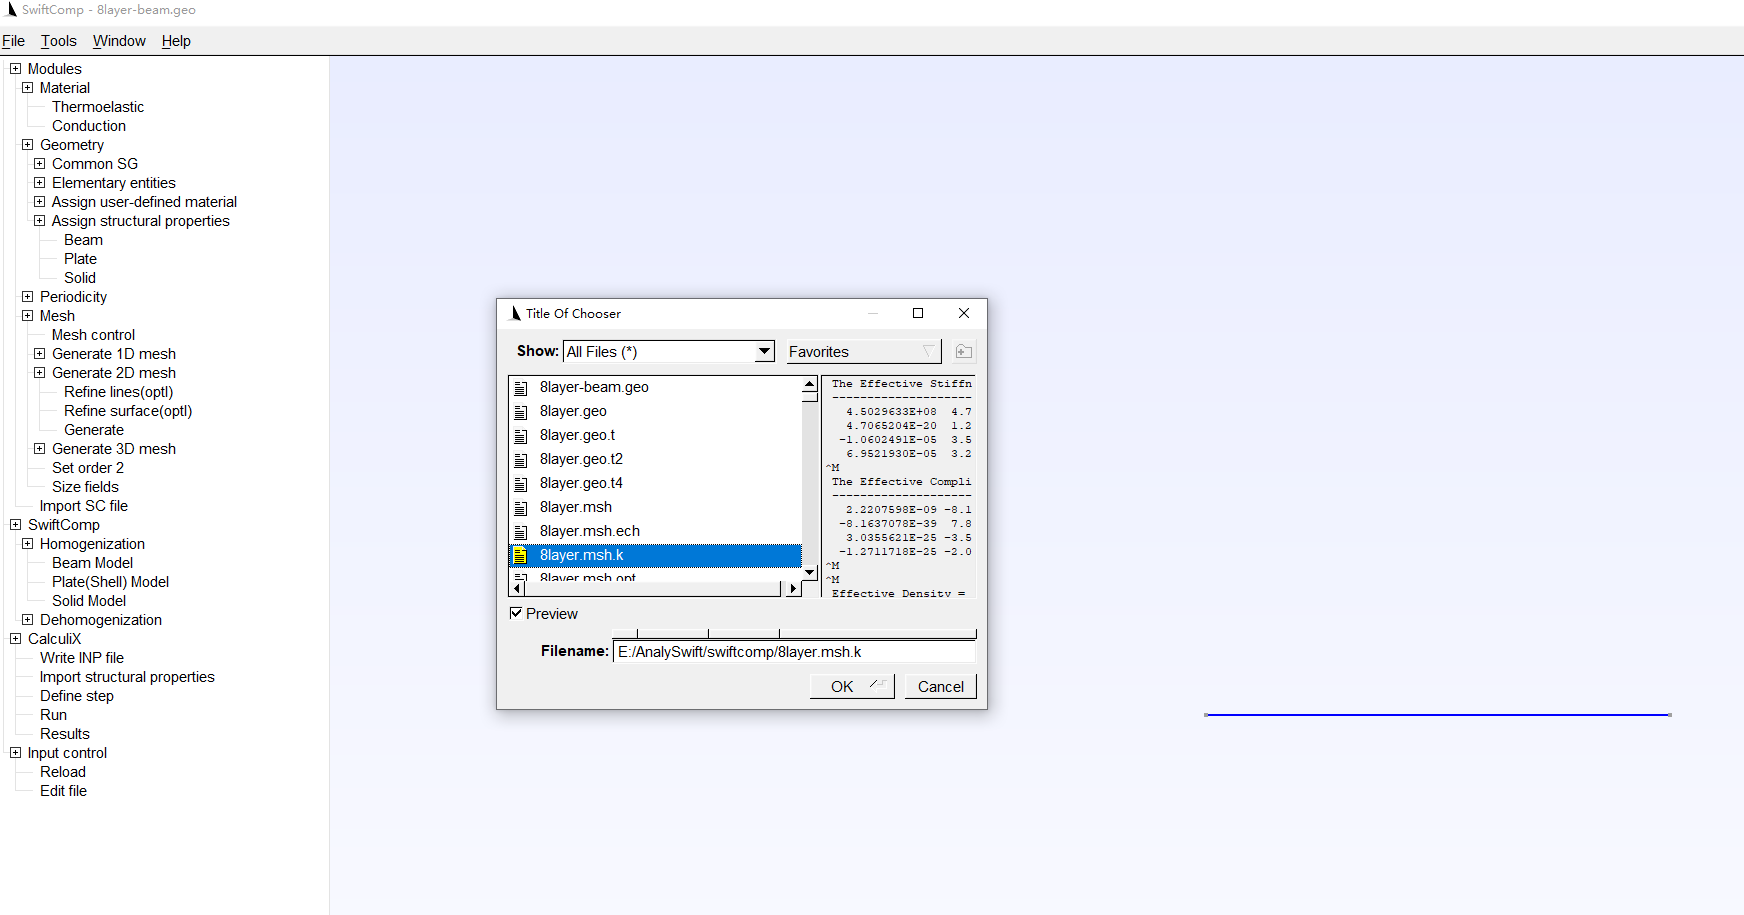 SwiftComp - 8layer-beam.geo
File Tools Window Help
Modules
Material
Thermoelastic
Conduction
Geometry
Common SG
Elementary entities
Assign user-defined material
Assign structural properties
Beam
Plate
Solid
Periodicity
Mesh
Mesh control
Generate 1D mesh
Generate 2D mesh
Refine lines(optl)
Refine surface(optl)
Generate
Generate 3D mesh
Set order 2
Size fields
Import SC file
SwiftComp
Homogenization
Beam Model
Plate(Shell) Model
Solid Model
Dehomogenization
CalculiX
Write INP file
Import structural properties
Define step
Run
Results
Input control
Reload
Edit file
Title Of Chooser
Show: All Files (*) Favorites
8layer-beam.geo
8layer.geo
8layer.geo.t
8layer.geo.t2
8layer.geo.t4
8layer.msh
8layer.msh.ech
8layer.msh.k
8layer.msh.opt
The Effective Stiffn
--------------------
4.5029633E+08 4.7
4.7065204E-20 1.2
-1.0602491E-05 3.5
6.9521930E-05 3.2
^M
The Effective Compli
--------------------
2.2207598E-09 -8.1
-8.1637078E-39 7.8
3.0355621E-25 -3.5
-1.2711718E-25 -2.0
^M
^M
Effective Density =
Preview
Filename: E:/AnalySwift/swiftcomp/8layer.msh.k
OK Cancel